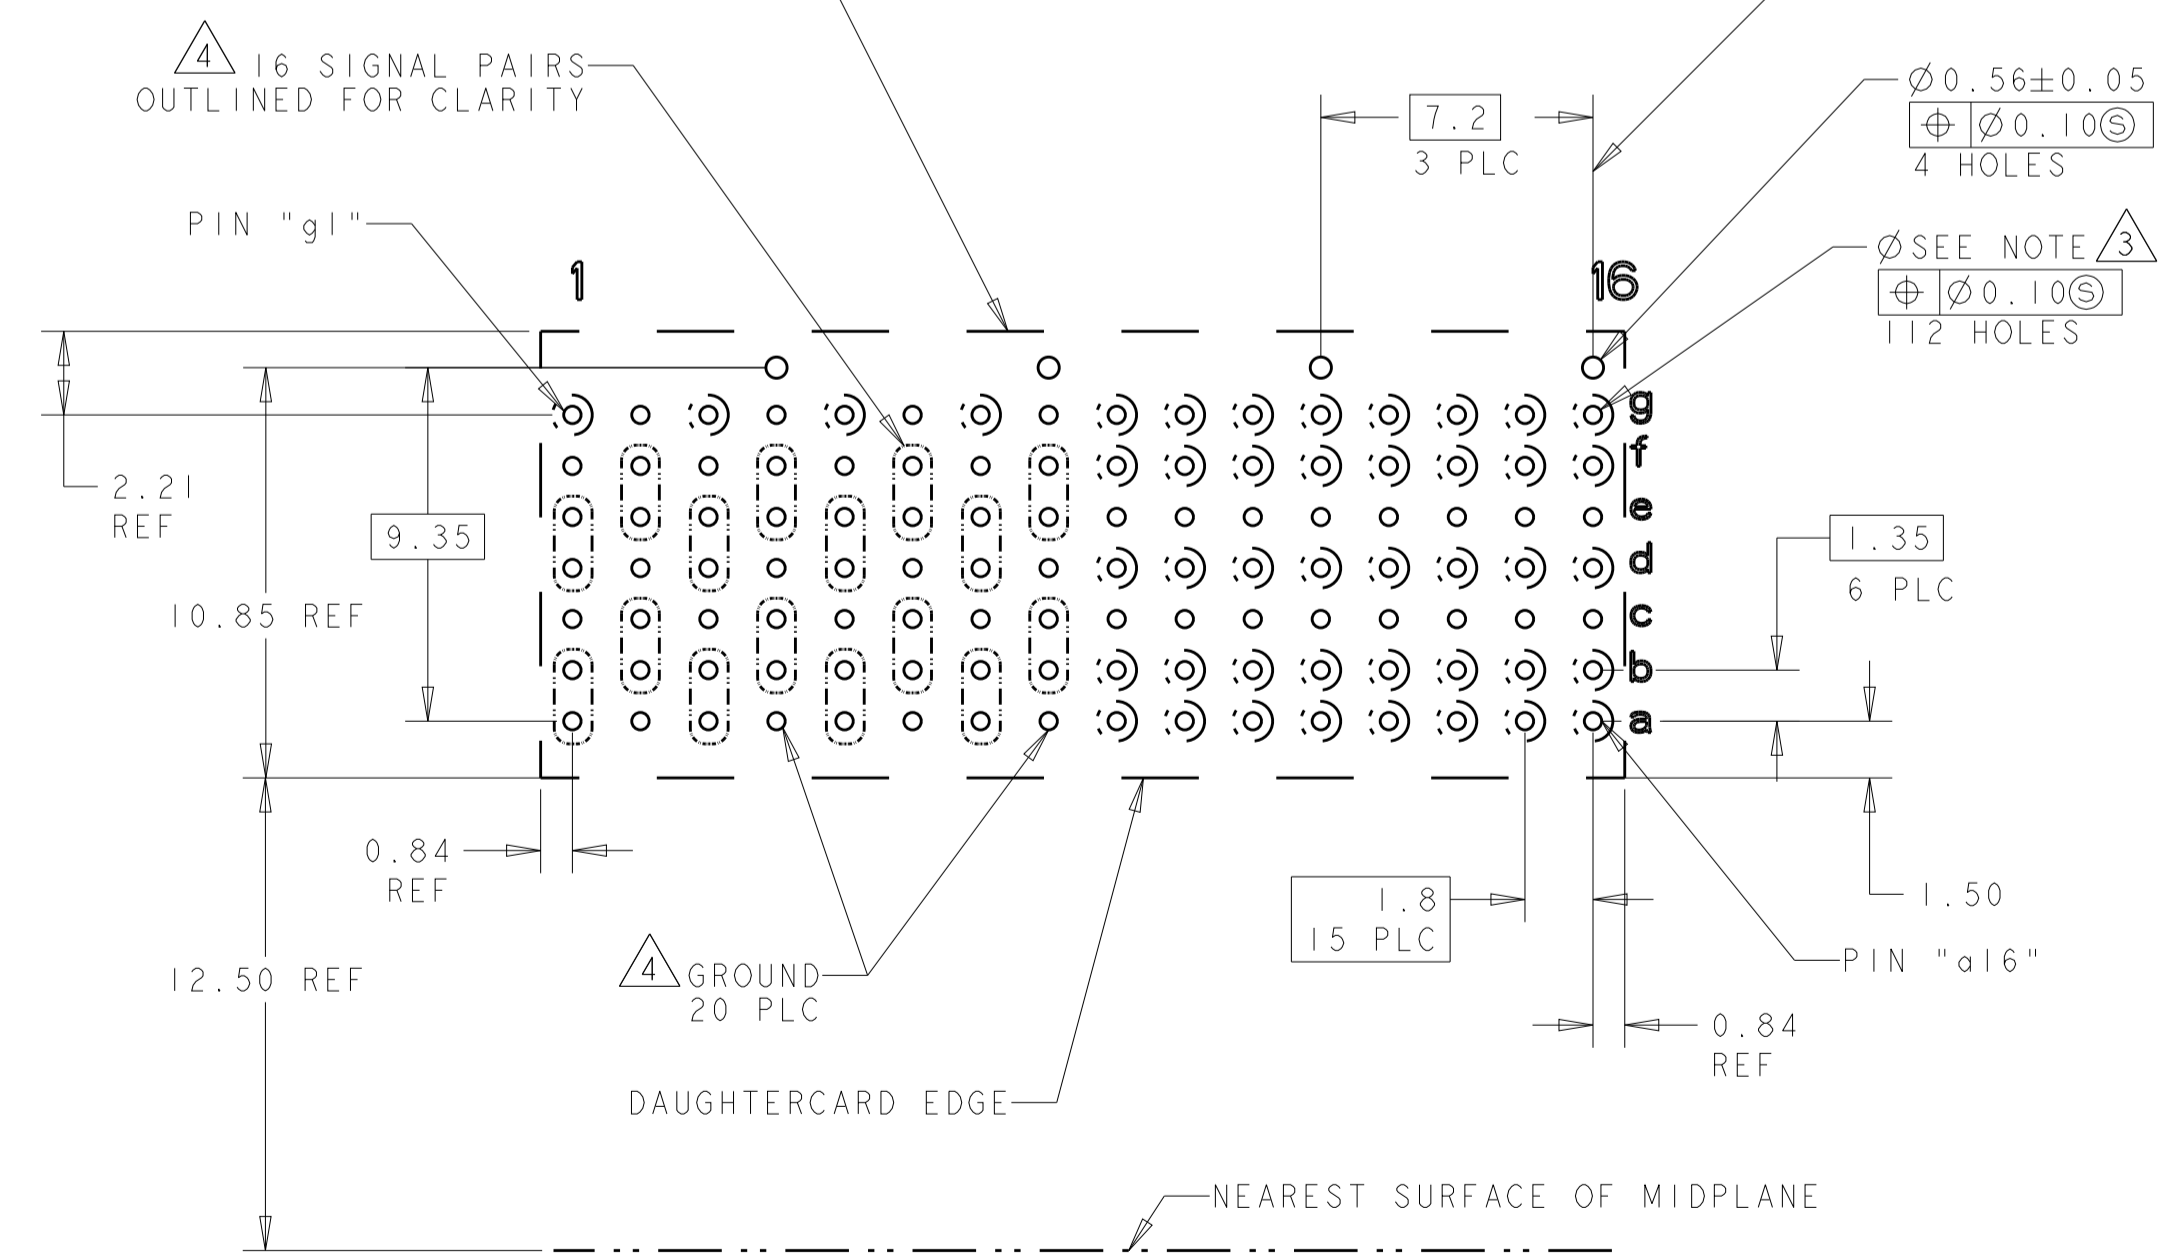 4 16 SIGNAL PAIRS
OUTLINED FOR CLARITY
7.2
3 PLC
Ø0.56±0.05
⌖ Ø0.10Ⓢ
4 HOLES
PIN "g1"
ØSEE NOTE 3
⌖ Ø0.10Ⓢ
112 HOLES
1
16
g
f
e
d
c
b
a
2.21
REF
9.35
1.35
6 PLC
10.85 REF
0.84
REF
1.8
15 PLC
1.50
PIN "a16"
4 GROUND
20 PLC
12.50 REF
0.84
REF
DAUGHTERCARD EDGE
NEAREST SURFACE OF MIDPLANE